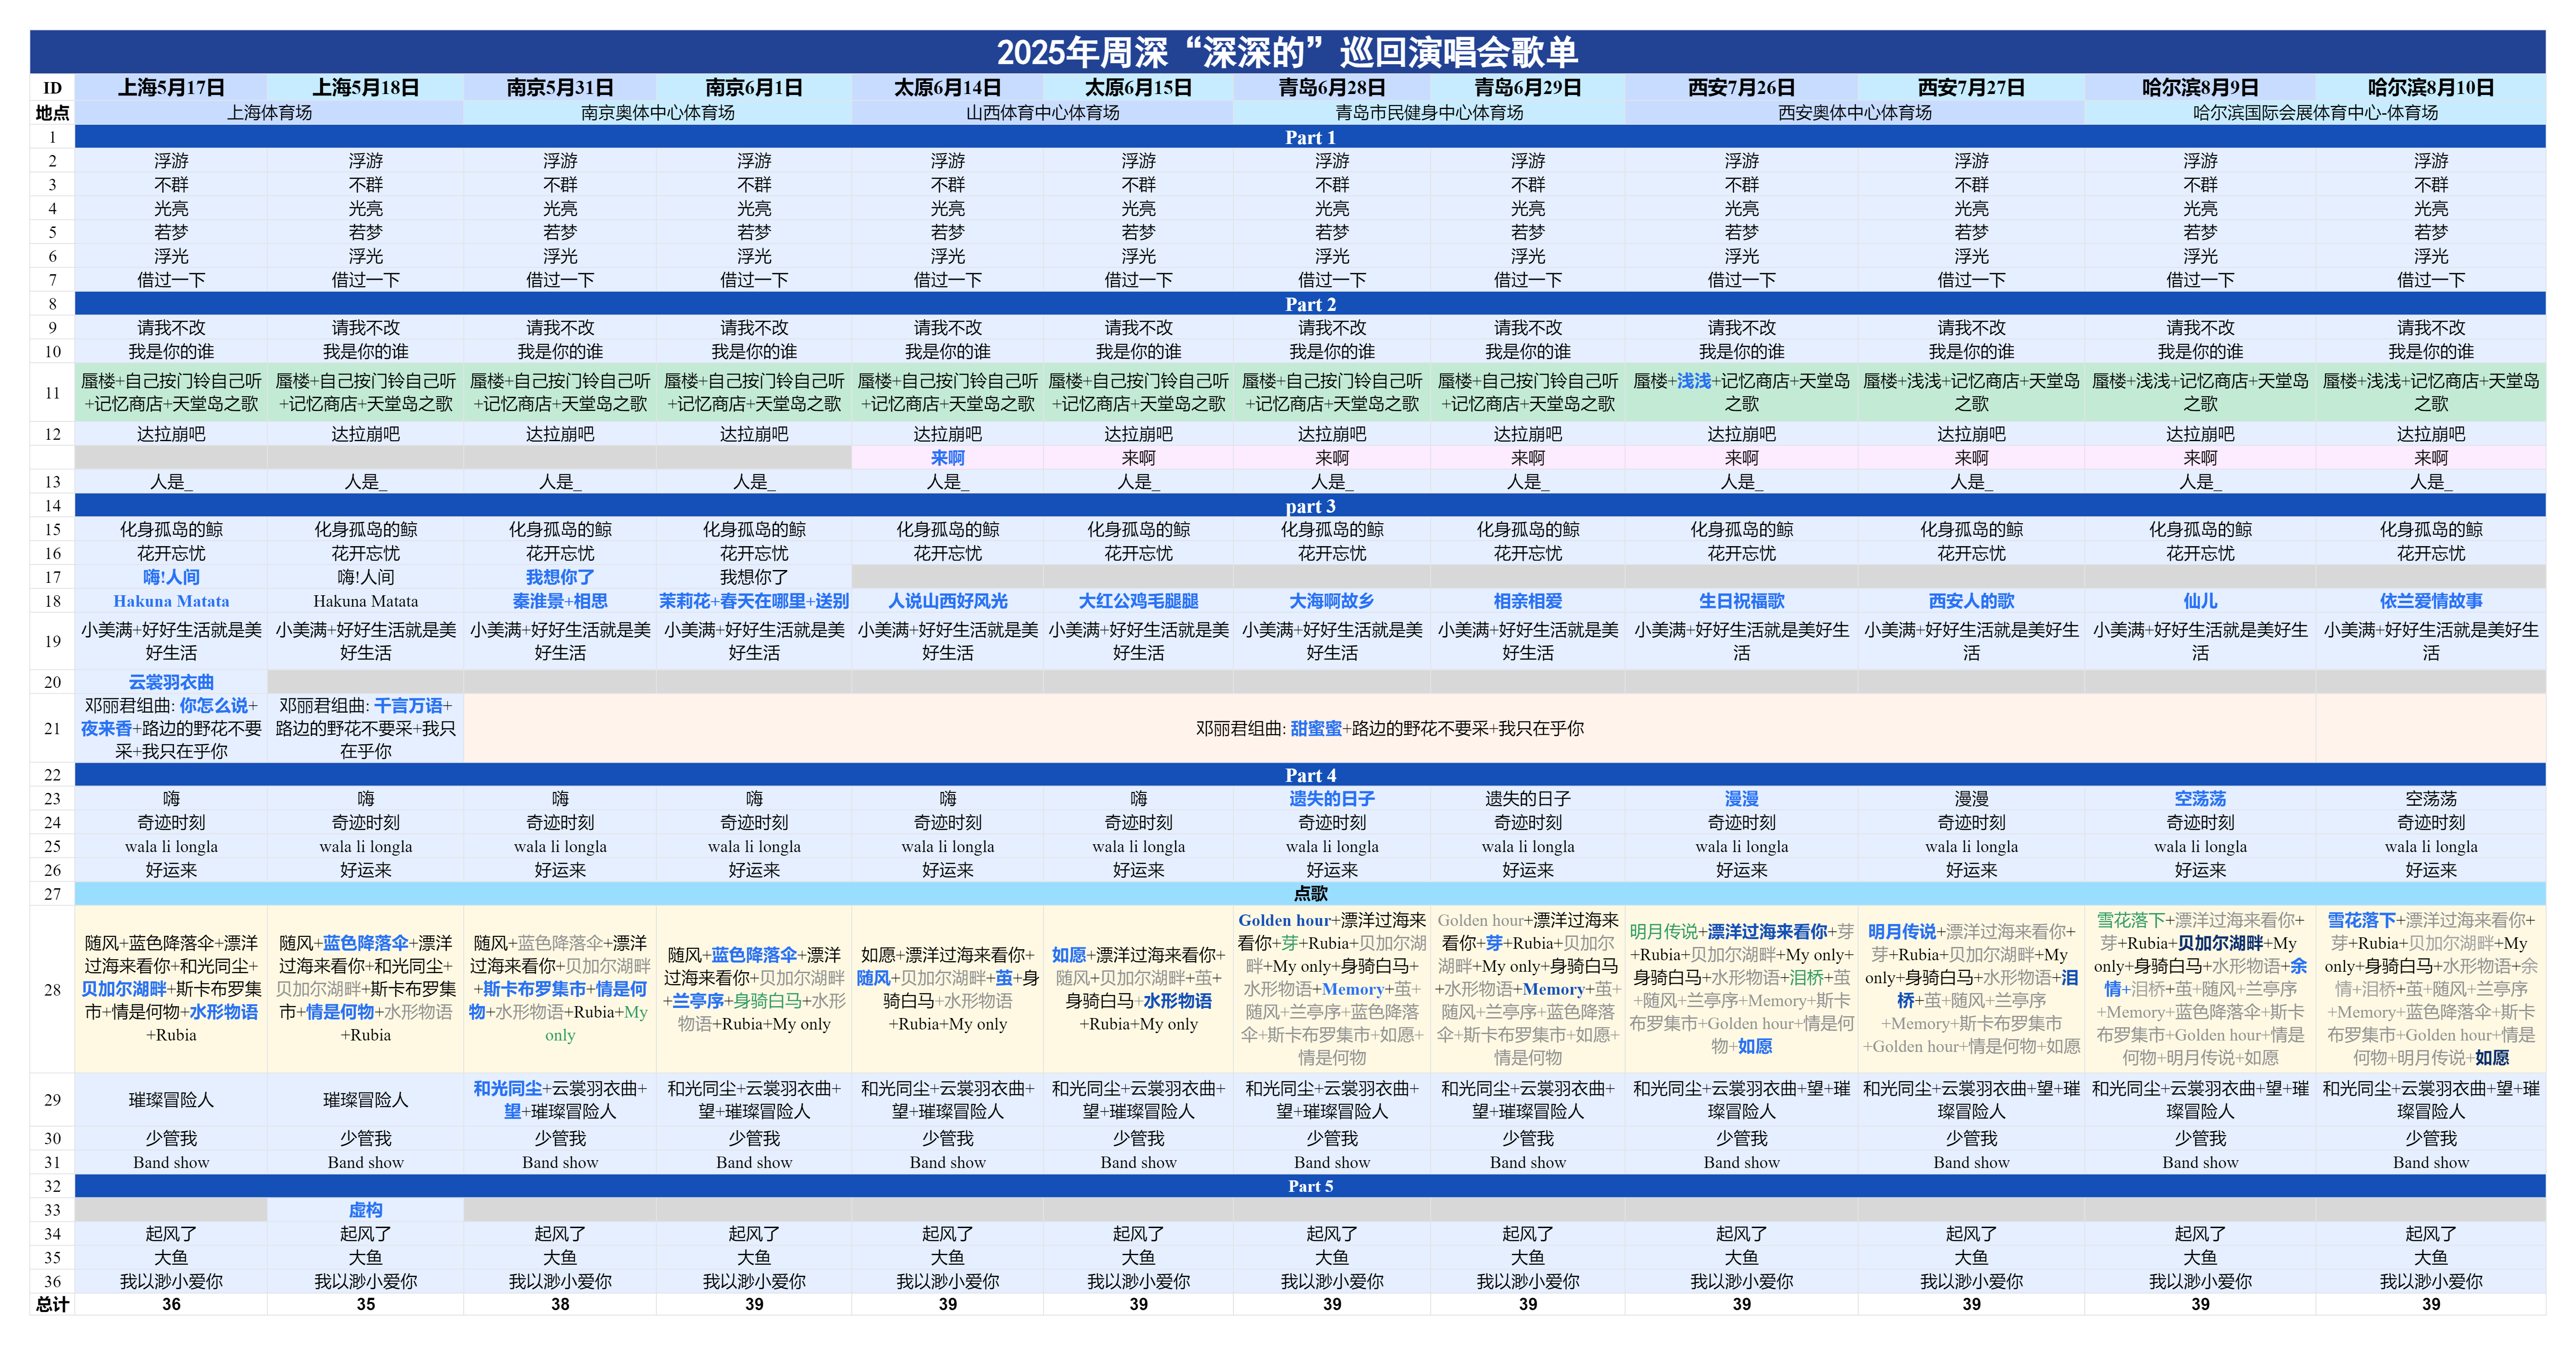 2025年周深“深深的”巡回演唱会歌单
ID 上海5月17日 上海5月18日 南京5月31日 南京6月1日 太原6月14日 太原6月15日 青岛6月28日 青岛6月29日 西安7月26日 西安7月27日 哈尔滨8月9日 哈尔滨8月10日
地点 上海体育场 南京奥体中心体育场 山西体育中心体育场 青岛市民健身中心体育场 西安奥体中心体育场 哈尔滨国际会展体育中心-体育场
1 Part 1
2 浮游 浮游 浮游 浮游 浮游 浮游 浮游 浮游 浮游 浮游 浮游 浮游
3 不群 不群 不群 不群 不群 不群 不群 不群 不群 不群 不群 不群
4 光亮 光亮 光亮 光亮 光亮 光亮 光亮 光亮 光亮 光亮 光亮 光亮
5 若梦 若梦 若梦 若梦 若梦 若梦 若梦 若梦 若梦 若梦 若梦 若梦
6 浮光 浮光 浮光 浮光 浮光 浮光 浮光 浮光 浮光 浮光 浮光 浮光
7 借过一下 借过一下 借过一下 借过一下 借过一下 借过一下 借过一下 借过一下 借过一下 借过一下 借过一下 借过一下
8 Part 2
9 请我不改 请我不改 请我不改 请我不改 请我不改 请我不改 请我不改 请我不改 请我不改 请我不改 请我不改 请我不改
10 我是你的谁 我是你的谁 我是你的谁 我是你的谁 我是你的谁 我是你的谁 我是你的谁 我是你的谁 我是你的谁 我是你的谁 我是你的谁 我是你的谁
11
蜃楼+自己按门铃自己听
+记忆商店+天堂岛之歌
蜃楼+自己按门铃自己听
+记忆商店+天堂岛之歌
蜃楼+自己按门铃自己听
+记忆商店+天堂岛之歌
蜃楼+自己按门铃自己听
+记忆商店+天堂岛之歌
蜃楼+自己按门铃自己听
+记忆商店+天堂岛之歌
蜃楼+自己按门铃自己听
+记忆商店+天堂岛之歌
蜃楼+自己按门铃自己听
+记忆商店+天堂岛之歌
蜃楼+自己按门铃自己听
+记忆商店+天堂岛之歌
蜃楼+浅浅+记忆商店+天堂岛
之歌
蜃楼+浅浅+记忆商店+天堂岛
之歌
蜃楼+浅浅+记忆商店+天堂岛
之歌
蜃楼+浅浅+记忆商店+天堂岛
之歌
12 达拉崩吧 达拉崩吧 达拉崩吧 达拉崩吧 达拉崩吧 达拉崩吧 达拉崩吧 达拉崩吧 达拉崩吧 达拉崩吧 达拉崩吧 达拉崩吧
来啊 来啊 来啊 来啊 来啊 来啊 来啊 来啊
13 人是_ 人是_ 人是_ 人是_ 人是_ 人是_ 人是_ 人是_ 人是_ 人是_ 人是_ 人是_
14 part 3
15 化身孤岛的鲸 化身孤岛的鲸 化身孤岛的鲸 化身孤岛的鲸 化身孤岛的鲸 化身孤岛的鲸 化身孤岛的鲸 化身孤岛的鲸 化身孤岛的鲸 化身孤岛的鲸 化身孤岛的鲸 化身孤岛的鲸
16 花开忘忧 花开忘忧 花开忘忧 花开忘忧 花开忘忧 花开忘忧 花开忘忧 花开忘忧 花开忘忧 花开忘忧 花开忘忧 花开忘忧
17 嗨!人间 嗨!人间 我想你了 我想你了
18 Hakuna Matata Hakuna Matata 秦淮景+相思 茉莉花+春天在哪里+送别 人说山西好风光 大红公鸡毛腿腿 大海啊故乡 相亲相爱 生日祝福歌 西安人的歌 仙儿 依兰爱情故事
19
小美满+好好生活就是美
好生活
小美满+好好生活就是美
好生活
小美满+好好生活就是美
好生活
小美满+好好生活就是美
好生活
小美满+好好生活就是美
好生活
小美满+好好生活就是美
好生活
小美满+好好生活就是美
好生活
小美满+好好生活就是美
好生活
小美满+好好生活就是美好生
活
小美满+好好生活就是美好生
活
小美满+好好生活就是美好生
活
小美满+好好生活就是美好生
活
20 云裳羽衣曲
21
邓丽君组曲: 你怎么说+
夜来香+路边的野花不要
采+我只在乎你
邓丽君组曲: 千言万语+
路边的野花不要采+我只
在乎你
邓丽君组曲: 甜蜜蜜+路边的野花不要采+我只在乎你
22 Part 4
23 嗨 嗨 嗨 嗨 嗨 嗨 遗失的日子 遗失的日子 漫漫 漫漫 空荡荡 空荡荡
24 奇迹时刻 奇迹时刻 奇迹时刻 奇迹时刻 奇迹时刻 奇迹时刻 奇迹时刻 奇迹时刻 奇迹时刻 奇迹时刻 奇迹时刻 奇迹时刻
25 wala li longla wala li longla wala li longla wala li longla wala li longla wala li longla wala li longla wala li longla wala li longla wala li longla wala li longla wala li longla
26 好运来 好运来 好运来 好运来 好运来 好运来 好运来 好运来 好运来 好运来 好运来 好运来
27 点歌
28
随风+蓝色降落伞+漂洋
过海来看你+和光同尘+
贝加尔湖畔+斯卡布罗集
市+情是何物+水形物语
+Rubia
随风+蓝色降落伞+漂洋
过海来看你+和光同尘+
贝加尔湖畔+斯卡布罗集
市+情是何物+水形物语
+Rubia
随风+蓝色降落伞+漂洋
过海来看你+贝加尔湖畔
+斯卡布罗集市+情是何
物+水形物语+Rubia+My
only
随风+蓝色降落伞+漂洋
过海来看你+贝加尔湖畔
+兰亭序+身骑白马+水形
物语+Rubia+My only
如愿+漂洋过海来看你+
随风+贝加尔湖畔+茧+身
骑白马+水形物语
+Rubia+My only
如愿+漂洋过海来看你+
随风+贝加尔湖畔+茧+
身骑白马+水形物语
+Rubia+My only
Golden hour+漂洋过海来
看你+芽+Rubia+贝加尔湖
畔+My only+身骑白马+
水形物语+Memory+茧+
随风+兰亭序+蓝色降落
伞+斯卡布罗集市+如愿+
情是何物
Golden hour+漂洋过海来
看你+芽+Rubia+贝加尔
湖畔+My only+身骑白马
+水形物语+Memory+茧+
随风+兰亭序+蓝色降落
伞+斯卡布罗集市+如愿
+情是何物
明月传说+漂洋过海来看你+芽
+Rubia+贝加尔湖畔+My only+
身骑白马+水形物语+泪桥+茧
+随风+兰亭序+Memory+斯卡
布罗集市+Golden hour+情是何
物+如愿
明月传说+漂洋过海来看你+
芽+Rubia+贝加尔湖畔+My
only+身骑白马+水形物语+泪
桥+茧+随风+兰亭序
+Memory+斯卡布罗集市
+Golden hour+情是何物+如愿
雪花落下+漂洋过海来看你+
芽+Rubia+贝加尔湖畔+My
only+身骑白马+水形物语+余
情+泪桥+茧+随风+兰亭序
+Memory+蓝色降落伞+斯卡
布罗集市+Golden hour+情是
何物+明月传说+如愿
雪花落下+漂洋过海来看你+
芽+Rubia+贝加尔湖畔+My
only+身骑白马+水形物语+余
情+泪桥+茧+随风+兰亭序
+Memory+蓝色降落伞+斯卡
布罗集市+Golden hour+情是
何物+明月传说+如愿
29
璀璨冒险人
璀璨冒险人
和光同尘+云裳羽衣曲+
望+璀璨冒险人
和光同尘+云裳羽衣曲+
望+璀璨冒险人
和光同尘+云裳羽衣曲+
望+璀璨冒险人
和光同尘+云裳羽衣曲+
望+璀璨冒险人
和光同尘+云裳羽衣曲+
望+璀璨冒险人
和光同尘+云裳羽衣曲+
望+璀璨冒险人
和光同尘+云裳羽衣曲+望+璀
璨冒险人
和光同尘+云裳羽衣曲+望+璀
璨冒险人
和光同尘+云裳羽衣曲+望+璀
璨冒险人
和光同尘+云裳羽衣曲+望+璀
璨冒险人
30 少管我 少管我 少管我 少管我 少管我 少管我 少管我 少管我 少管我 少管我 少管我 少管我
31 Band show Band show Band show Band show Band show Band show Band show Band show Band show Band show Band show Band show
32 Part 5
33 虚构
34 起风了 起风了 起风了 起风了 起风了 起风了 起风了 起风了 起风了 起风了 起风了 起风了
35 大鱼 大鱼 大鱼 大鱼 大鱼 大鱼 大鱼 大鱼 大鱼 大鱼 大鱼 大鱼
36 我以渺小爱你 我以渺小爱你 我以渺小爱你 我以渺小爱你 我以渺小爱你 我以渺小爱你 我以渺小爱你 我以渺小爱你 我以渺小爱你 我以渺小爱你 我以渺小爱你 我以渺小爱你
总计 36 35 38 39 39 39 39 39 39 39 39 39